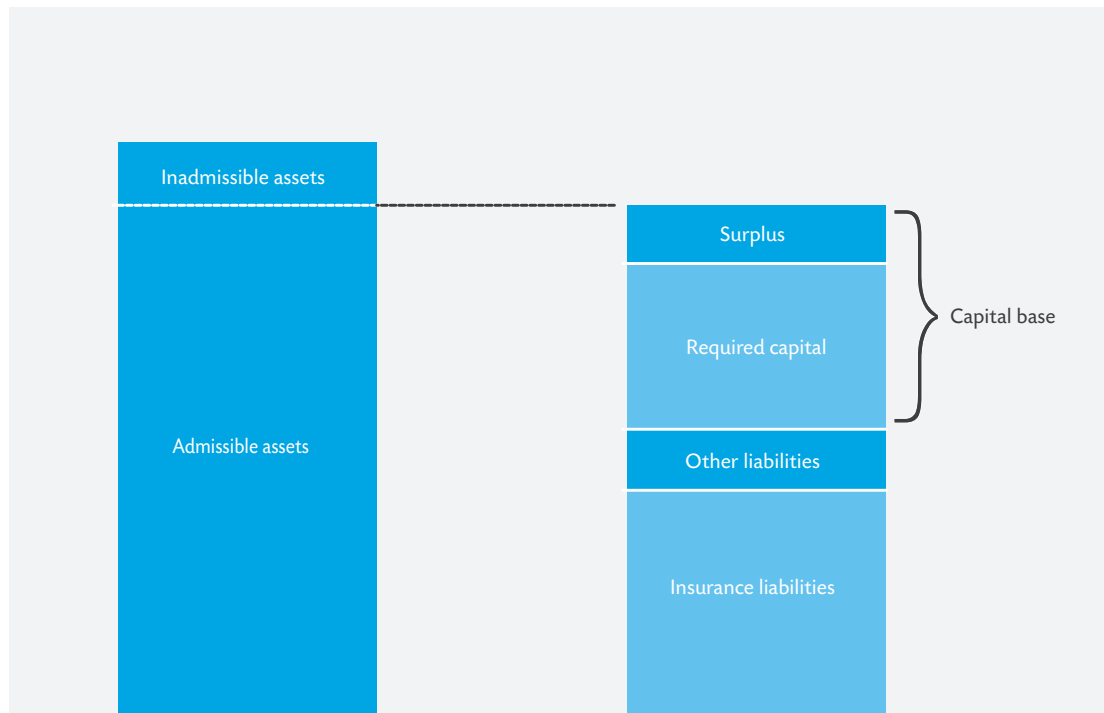 Inadmissible assets
Surplus
Capital base
Required capital
Admissible assets
Other liabilities
Insurance liabilities